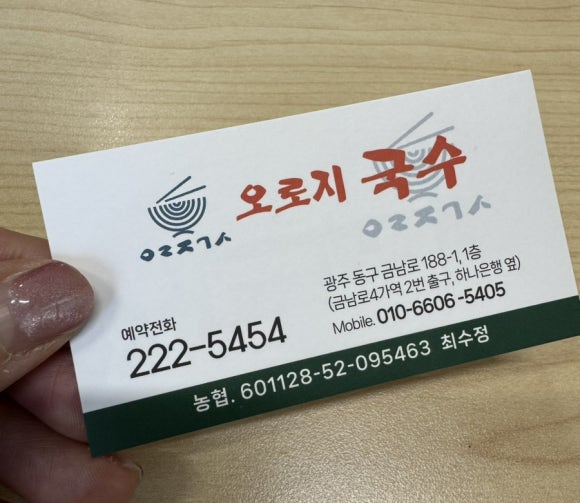 오로지 국수
ㅇㄹㅈㄱㅅ
ㅇㄹㅈㄱㅅ
광주 동구 금남로 188-1, 1층
(금남로4가역 2번 출구, 하나은행 옆)
Mobile. 010-6606-5405
예약전화
222-5454
농협. 601128-52-095463 최수정